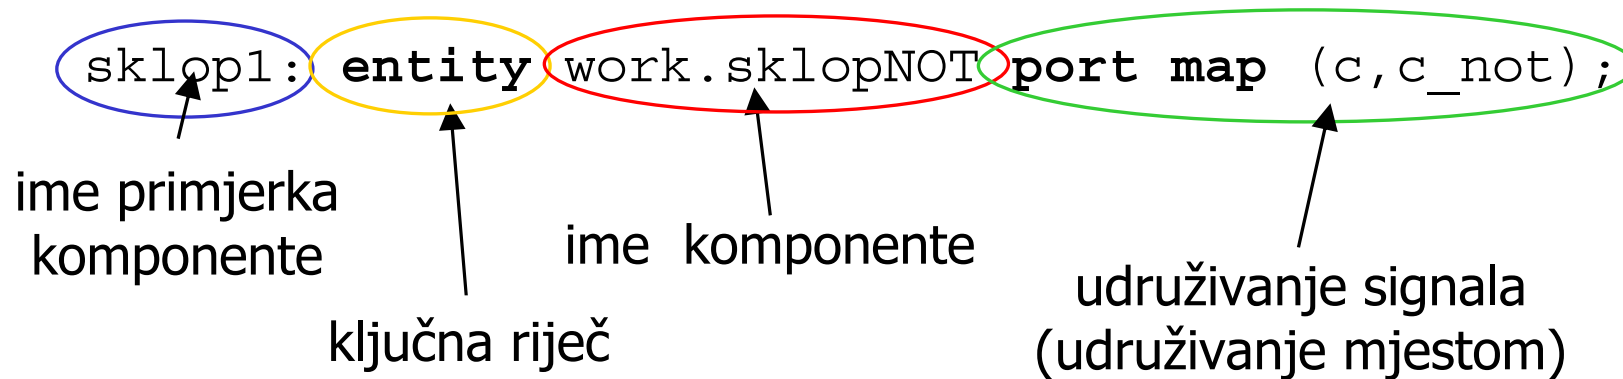 sklop1: entity work.sklopNOT port map (c,c_not);
ime primjerka
komponente
ključna riječ
ime komponente
udruživanje signala
(udruživanje mjestom)